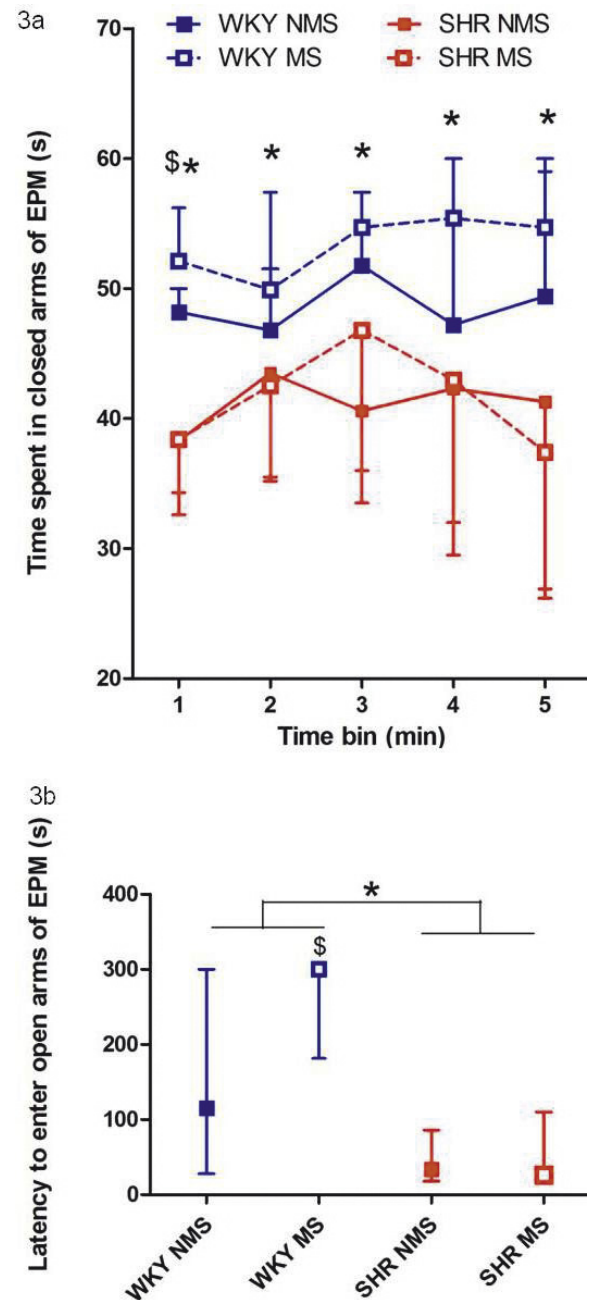 3a
WKY NMS SHR NMS
WKY MS SHR MS
Time spent in closed arms of EPM (s)
70
60
50
40
30
20
$* * * * *
1 2 3 4 5
Time bin (min)
3b
Latency to enter open arms of EPM (s)
400
300
200
100
0
*
$
WKY NMS
WKY MS
SHR NMS
SHR MS